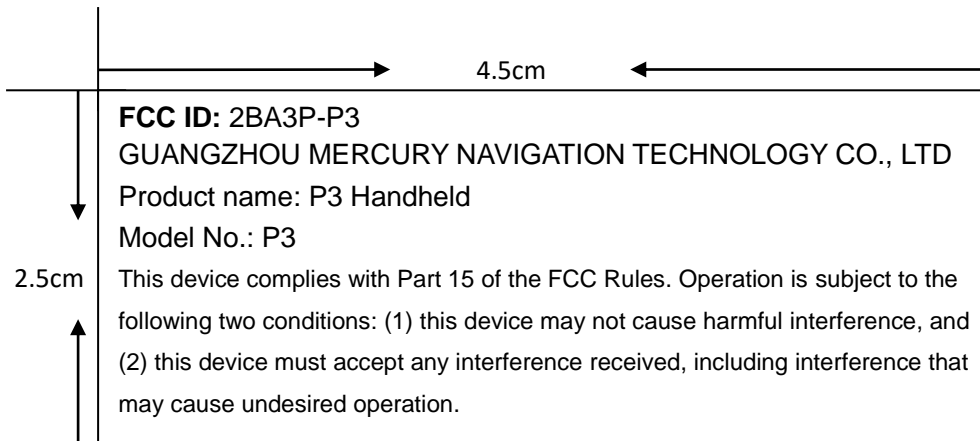 4.5cm
FCC ID: 2BA3P-P3
GUANGZHOU MERCURY NAVIGATION TECHNOLOGY CO., LTD
Product name: P3 Handheld
Model No.: P3
2.5cm
This device complies with Part 15 of the FCC Rules. Operation is subject to the
following two conditions: (1) this device may not cause harmful interference, and
(2) this device must accept any interference received, including interference that
may cause undesired operation.